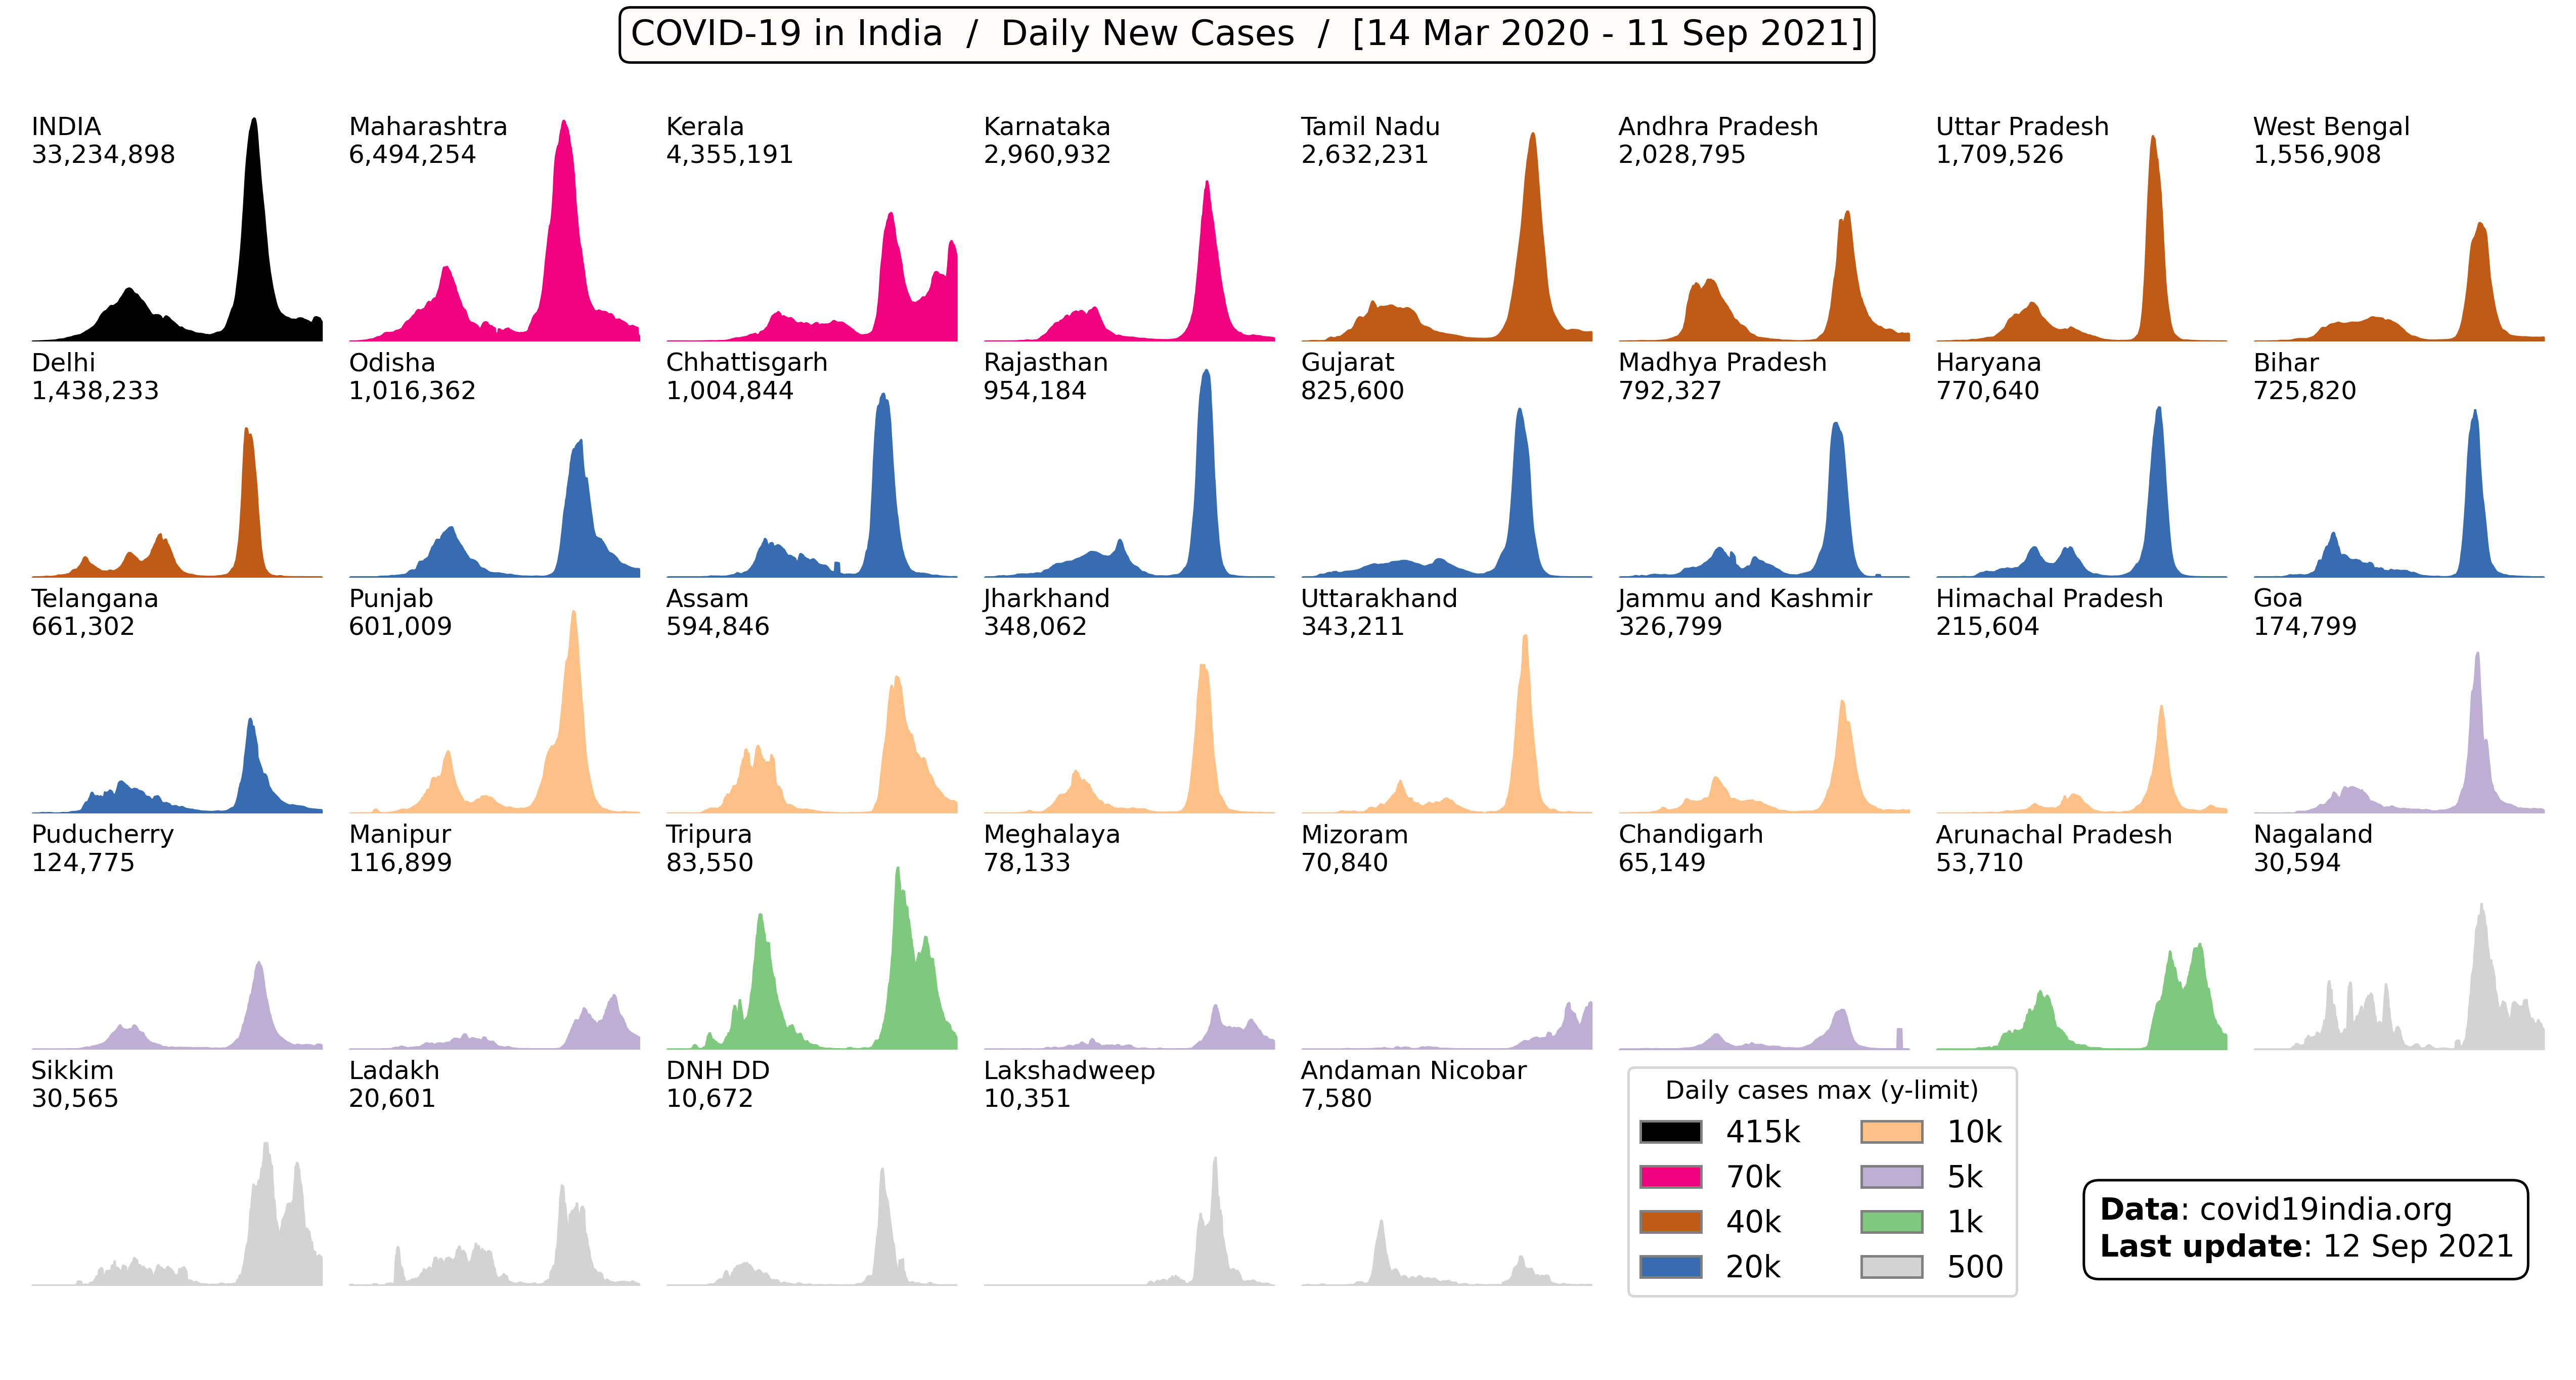 COVID-19 in India / Daily New Cases / [14 Mar 2020 - 11 Sep 2021]
INDIA
33,234,898
Maharashtra
6,494,254
Kerala
4,355,191
Karnataka
2,960,932
Tamil Nadu
2,632,231
Andhra Pradesh
2,028,795
Uttar Pradesh
1,709,526
West Bengal
1,556,908
Delhi
1,438,233
Odisha
1,016,362
Chhattisgarh
1,004,844
Rajasthan
954,184
Gujarat
825,600
Madhya Pradesh
792,327
Haryana
770,640
Bihar
725,820
Telangana
661,302
Punjab
601,009
Assam
594,846
Jharkhand
348,062
Uttarakhand
343,211
Jammu and Kashmir
326,799
Himachal Pradesh
215,604
Goa
174,799
Puducherry
124,775
Manipur
116,899
Tripura
83,550
Meghalaya
78,133
Mizoram
70,840
Chandigarh
65,149
Arunachal Pradesh
53,710
Nagaland
30,594
Sikkim
30,565
Ladakh
20,601
DNH DD
10,672
Lakshadweep
10,351
Andaman Nicobar
7,580
Daily cases max (y-limit)
415k
70k
40k
20k
10k
5k
1k
500
Data: covid19india.org
Last update: 12 Sep 2021